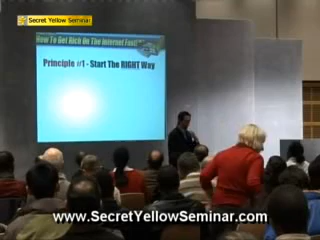 Secret Yellow Seminar
How To Get Rich On The Internet Fast!
Principle #1 - Start The RIGHT Way
www.SecretYellowSeminar.com